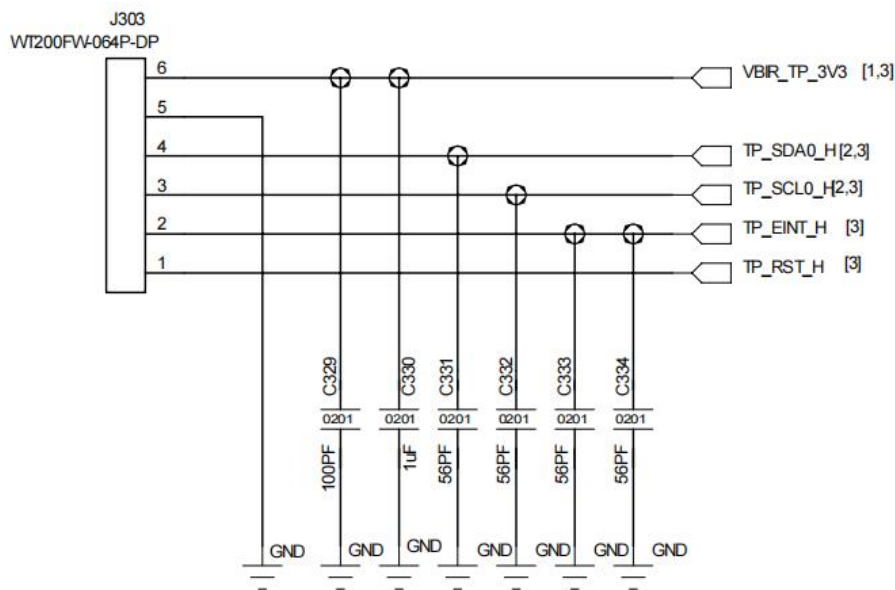 J303
WT200FW-064P-DP
6
VBIR_TP_3V3 [1,3]
5
4
TP_SDA0_H[2,3]
3
TP_SCL0_H[2,3]
2
TP_EINT_H [3]
1
TP_RST_H [3]
C329
C330
C331
C332
C333
C334
0201
0201
0201
0201
0201
0201
100PF
1uF
56PF
56PF
56PF
56PF
GND
GND
GND
GND
GND
GND
GND